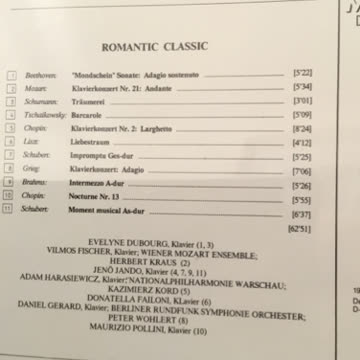 ROMANTIC CLASSIC
1 Beethoven: "Mondschein" Sonate: Adagio sostenuto [5'22]
2 Mozart: Klavierkonzert Nr. 21: Andante [5'34]
3 Schumann: Träumerei [3'01]
4 Tschaikowsky: Barcarole [5'09]
5 Chopin: Klavierkonzert Nr. 2: Larghetto [8'24]
6 Liszt: Liebestraum [4'12]
7 Schubert: Impromptu Ges-dur [5'25]
8 Grieg: Klavierkonzert: Adagio [7'06]
9 Brahms: Intermezzo A-dur [5'26]
10 Chopin: Nocturne Nr. 13 [5'55]
11 Schubert: Moment musical As-dur [6'37]
[62'51]
EVELYNE DUBOURG, Klavier (1, 3)
VILMOS FISCHER, Klavier; WIENER MOZART ENSEMBLE;
HERBERT KRAUS (2)
JENÖ JANDO, Klavier (4, 7, 9, 11)
ADAM HARASIEWICZ, Klavier; NATIONALPHILHARMONIE WARSCHAU;
KAZIMIERZ KORD (5)
DONATELLA FAILONI, KLavier (6)
DANIEL GERARD, Klavier; BERLINER RUNDFUNK SYMPHONIE ORCHESTER;
PETER WOHLERT (8)
MAURIZIO POLLINI, Klavier (10)